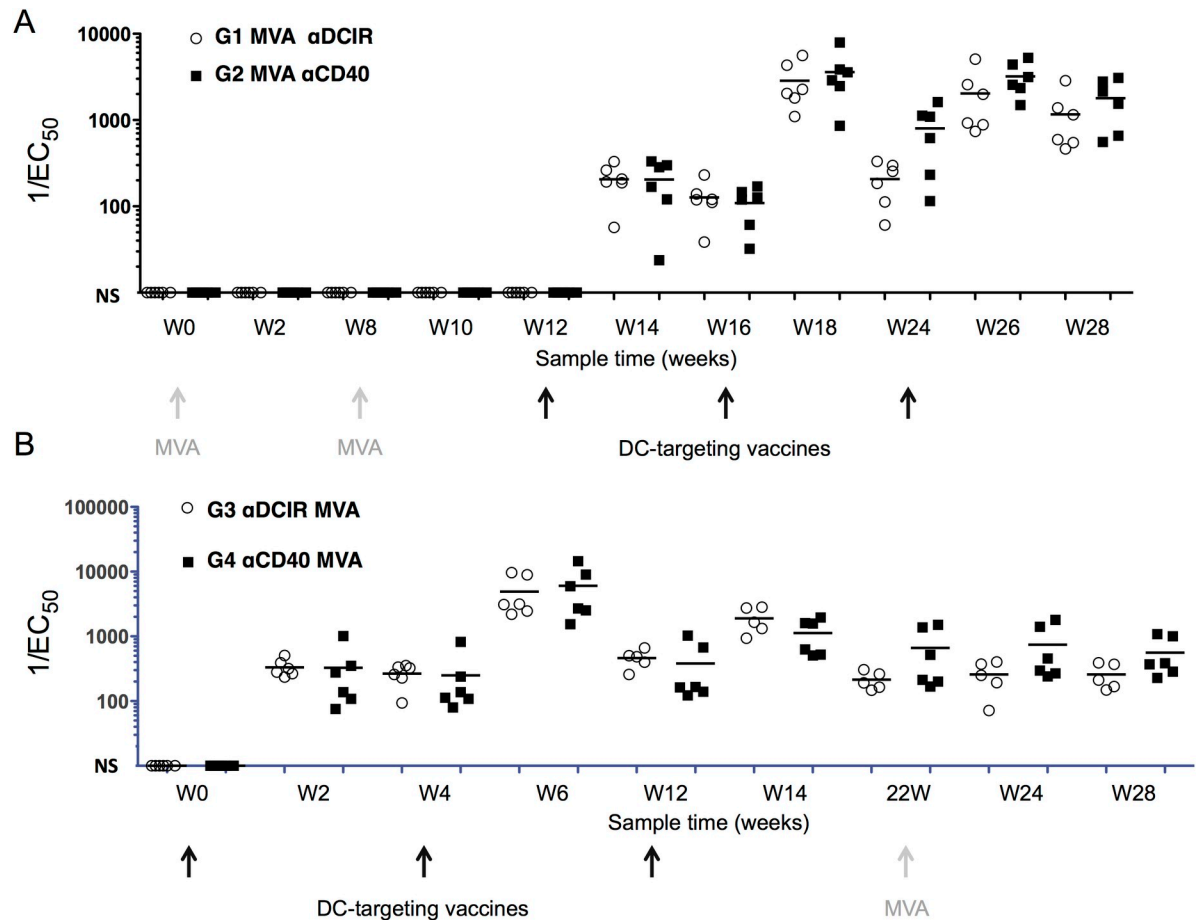 A
G1 MVA αDCIR
G2 MVA αCD40
10000
1000
100
NS
1/EC50
W0 W2 W8 W10 W12 W14 W16 W18 W24 W26 W28
Sample time (weeks)
MVA MVA DC-targeting vaccines
B
G3 αDCIR MVA
G4 αCD40 MVA
100000
10000
1000
100
NS
1/EC50
W0 W2 W4 W6 W12 W14 22W W24 W28
Sample time (weeks)
DC-targeting vaccines MVA